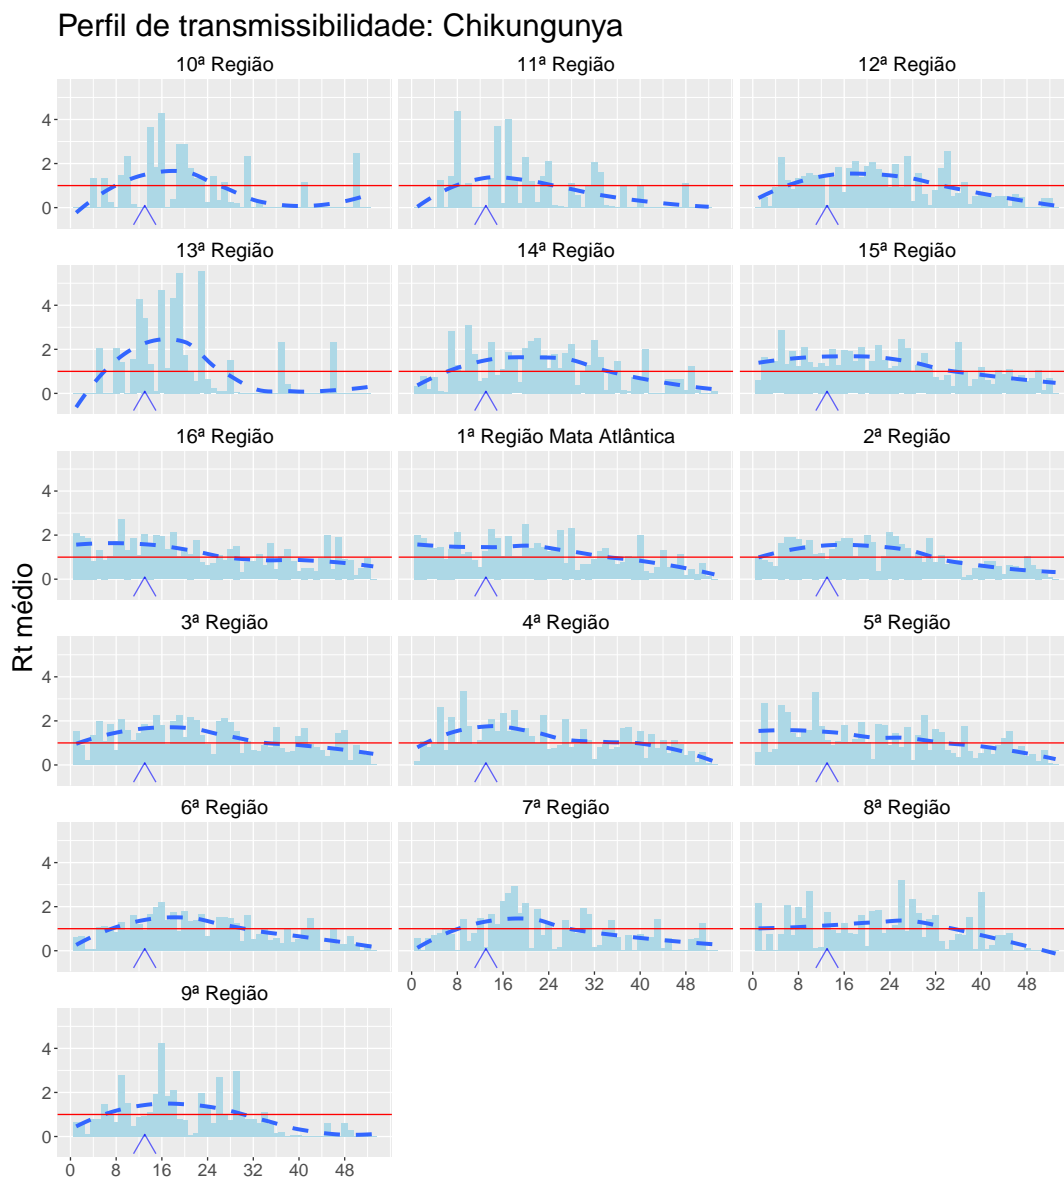 Perfil de transmissibilidade: Chikungunya
10ª Região 11ª Região 12ª Região
4
2
0
13ª Região 14ª Região 15ª Região
4
2
0
16ª Região 1ª Região Mata Atlântica 2ª Região
4
2
0
Rt médio
3ª Região 4ª Região 5ª Região
4
2
0
6ª Região 7ª Região 8ª Região
4
2
0
0 8 16 24 32 40 48 0 8 16 24 32 40 48
9ª Região
4
2
0
0 8 16 24 32 40 48